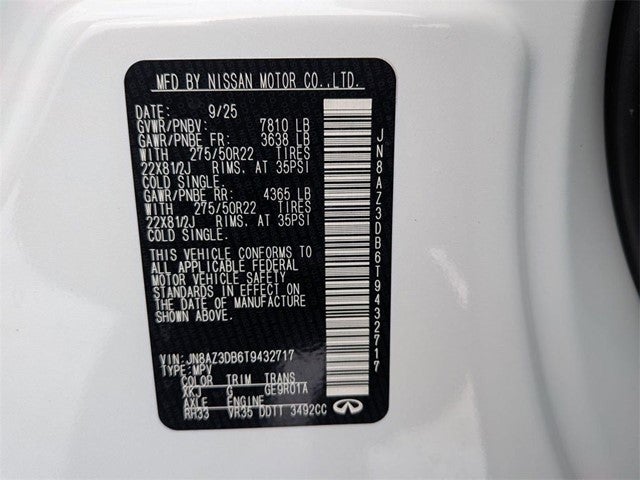 MFD BY NISSAN MOTOR CO.,LTD.
DATE: 9/25
GVWR/PNBV: 7810 LB
GAWR/PNBE FR: 3638 LB
WITH 275/50R22 TIRES
22X81/2J RIMS, AT 35PSI
COLD SINGLE.
GAWR/PNBE RR: 4365 LB
WITH 275/50R22 TIRES
22X81/2J RIMS, AT 35PSI
COLD SINGLE.
THIS VEHICLE CONFORMS TO
ALL APPLICABLE FEDERAL
MOTOR VEHICLE SAFETY
STANDARDS IN EFFECT ON
THE DATE OF MANUFACTURE
SHOWN ABOVE.
VIN:JN8AZ3DB6T9432717
TYPE:MPV
COLOR TRIM TRANS
XKJ G GE9R01A
AXLE ENGINE
RH33 VR35 DDTT 3492CC
INFINITI
JN8AZ3DB6T9432717